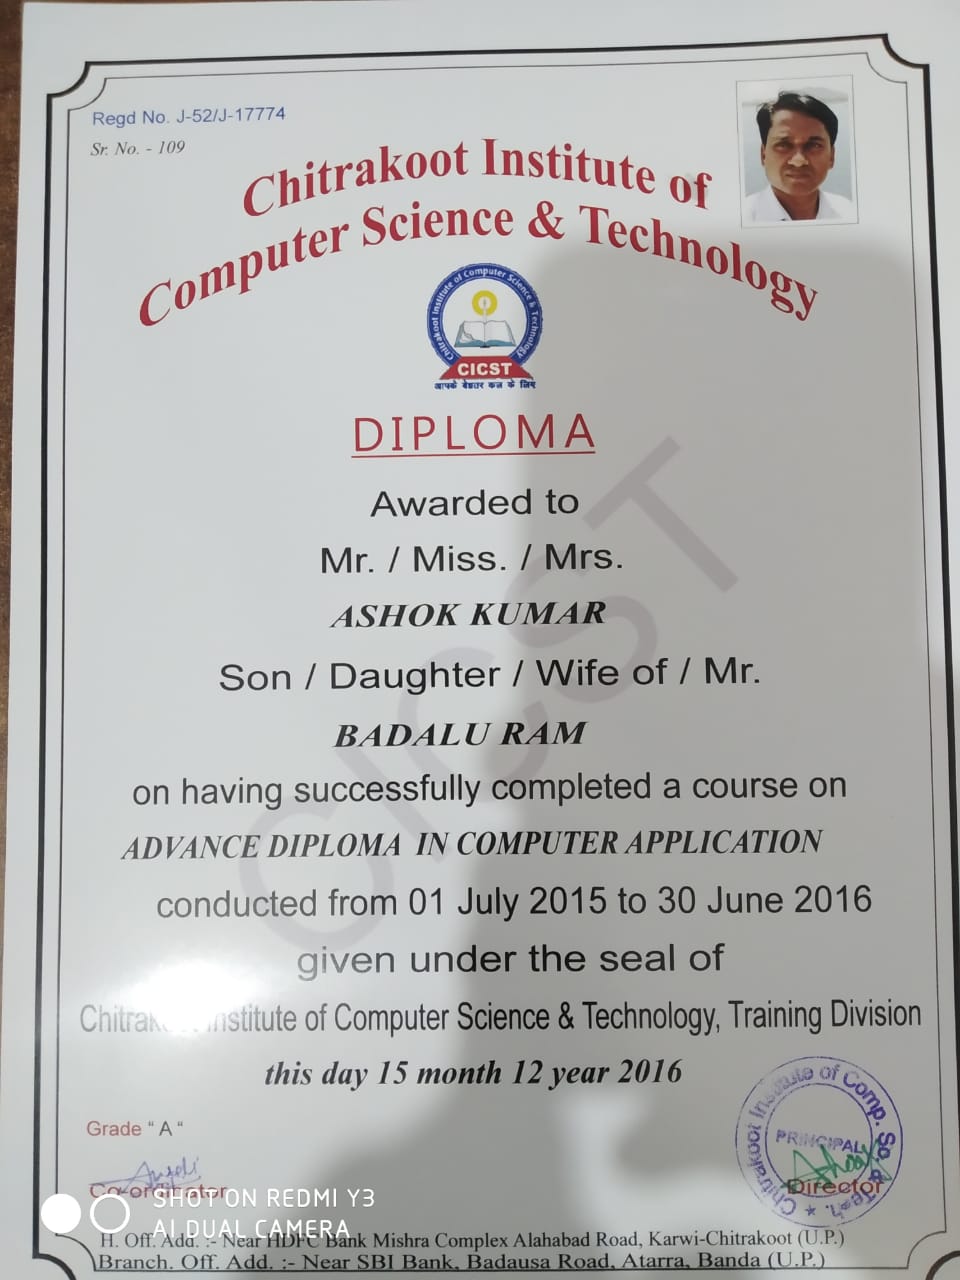 Regd No. J-52/J-17774
Sr. No. - 109
Chitrakoot Institute of
Computer Science & Technology
Chitrakoot Institute of Computer Science & Technology
CICST
आपके बेहतर कल के लिए
DIPLOMA
Awarded to
Mr. / Miss. / Mrs.
ASHOK KUMAR
Son / Daughter / Wife of / Mr.
BADALU RAM
on having successfully completed a course on
ADVANCE DIPLOMA IN COMPUTER APPLICATION
conducted from 01 July 2015 to 30 June 2016
given under the seal of
Chitrakoot Institute of Computer Science & Technology, Training Division
this day 15 month 12 year 2016
CICST
Grade "A"
Co-ordinator
Chitrakoot Institute of Comp. Sc. & Tech.
PRINCIPAL
Director
SHOT ON REDMI Y3
AI DUAL CAMERA
H. Off. Add. :- Near HDFC Bank Mishra Complex Alahabad Road, Karwi-Chitrakoot (U.P.)
Branch. Off. Add. :- Near SBI Bank, Badausa Road, Atarra, Banda (U.P.)